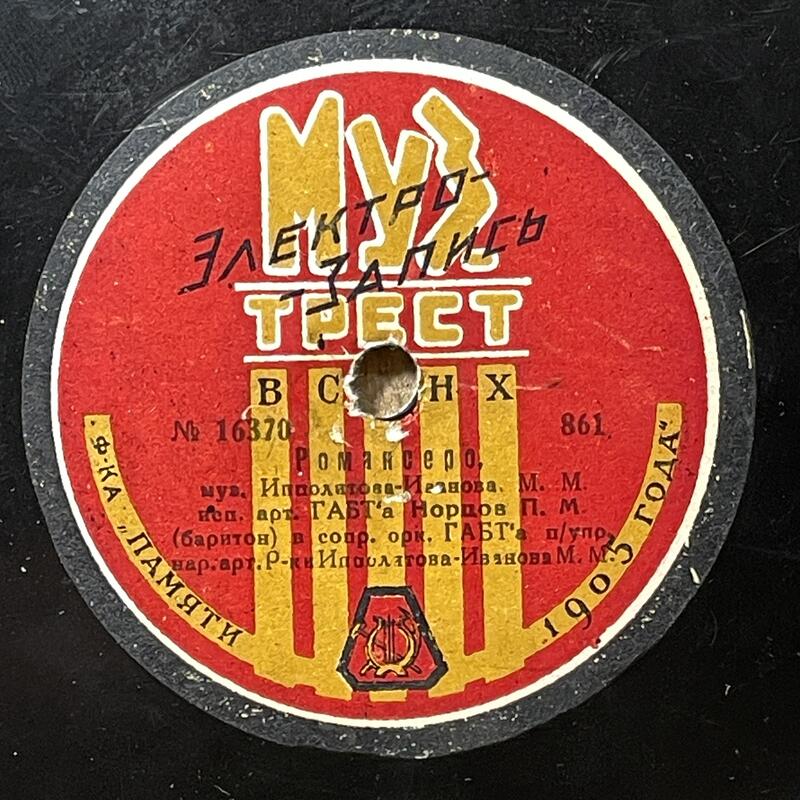 Муз
ЭЛЕКТРО-
-ЗАПИСЬ
ТРЕСТ
ВСНХ
№ 16370 861
Романсеро,
муз. Ипполитова-Иванова, М. М.
исп. арт. ГАБТ'а Норцов П. М.
(баритон) в сопр. орк. ГАБТ'а п/упр.
нар. арт. Р-ки Ипполитова-Иванова М. М.
Ф-КА „ПАМЯТИ 1905 ГОДА“